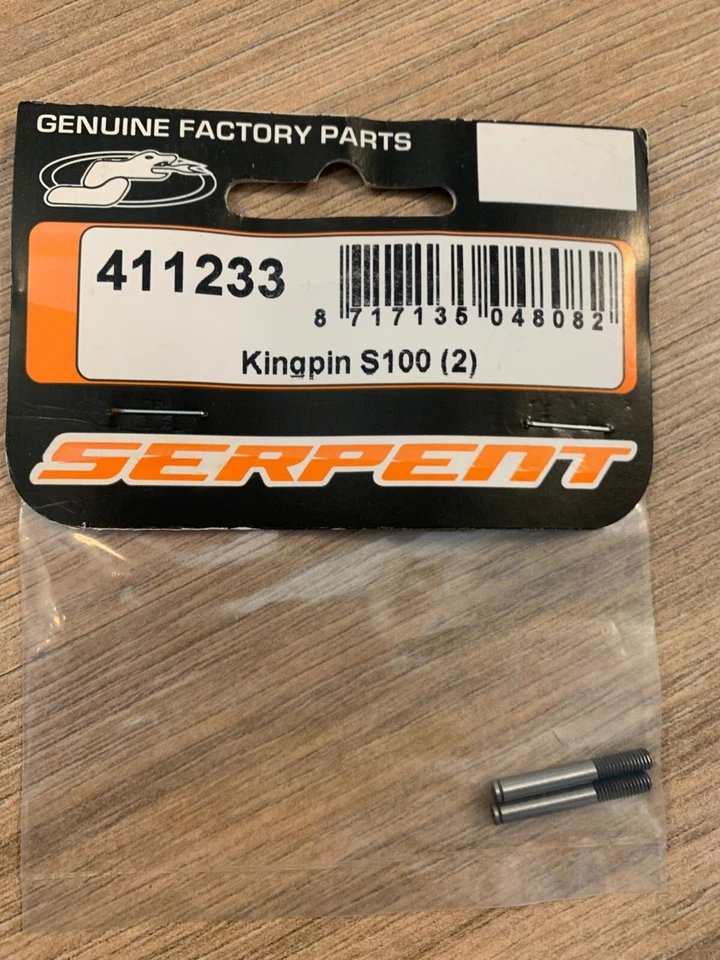 GENUINE FACTORY PARTS
411233
8 717135 048082
Kingpin S100 (2)
SERPENT